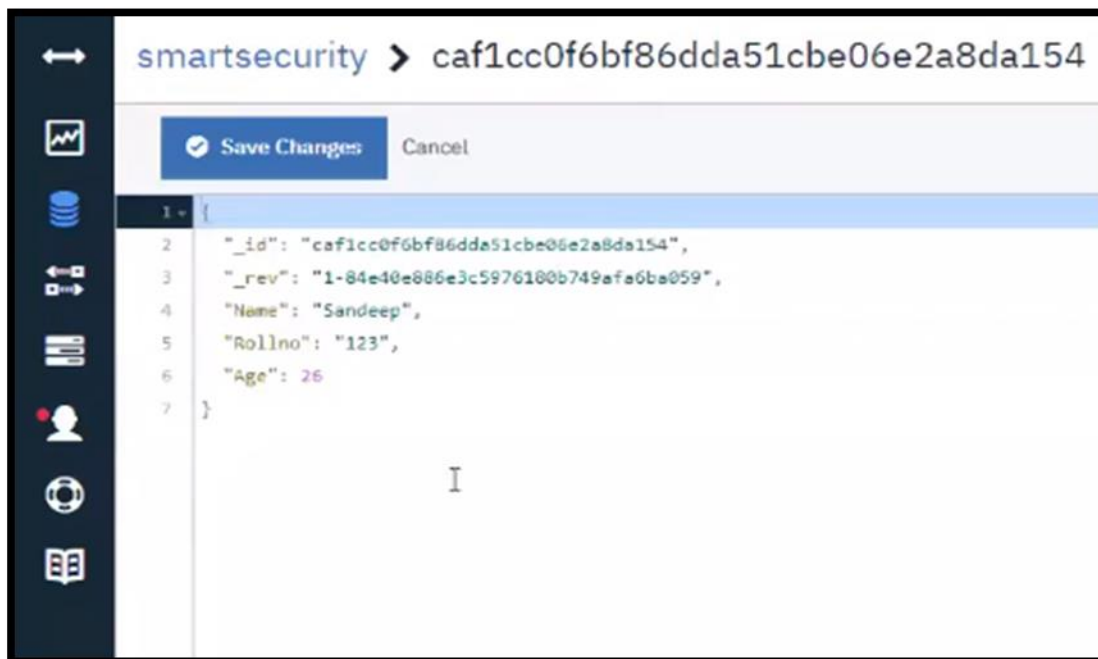 smartsecurity > caf1cc0f6bf86dda51cbe06e2a8da154
Save Changes Cancel
1 {
2 "_id": "caf1cc0f6bf86dda51cbe06e2a8da154",
3 "_rev": "1-84e40e886e3c5976180b749afa6ba059",
4 "Name": "Sandeep",
5 "Rollno": "123",
6 "Age": 26
7 }